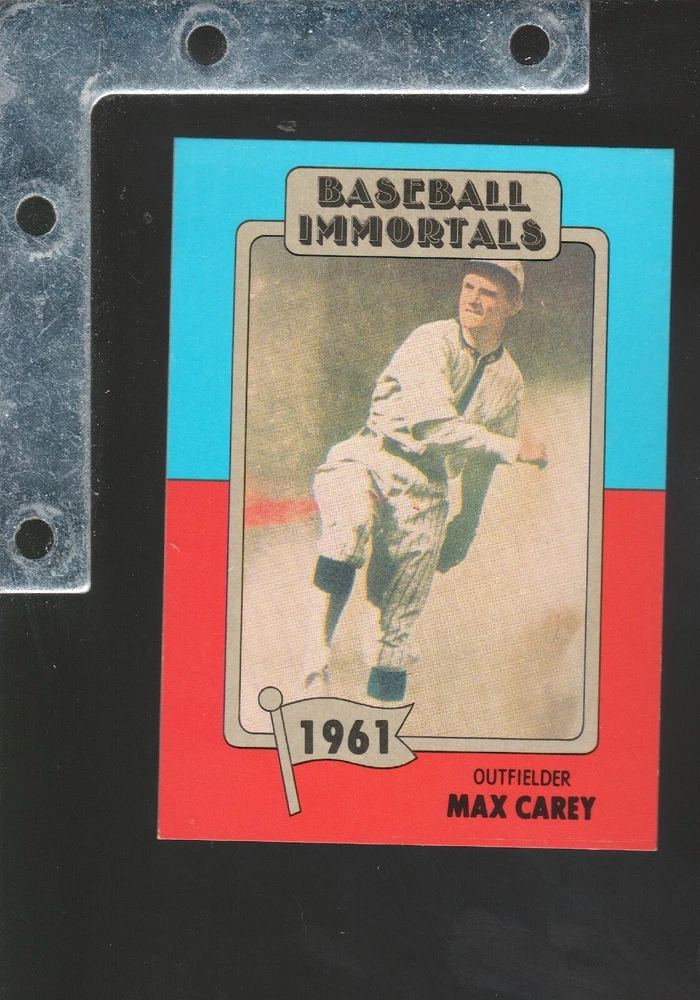 BASEBALL
IMMORTALS
1961
OUTFIELDER
MAX CAREY